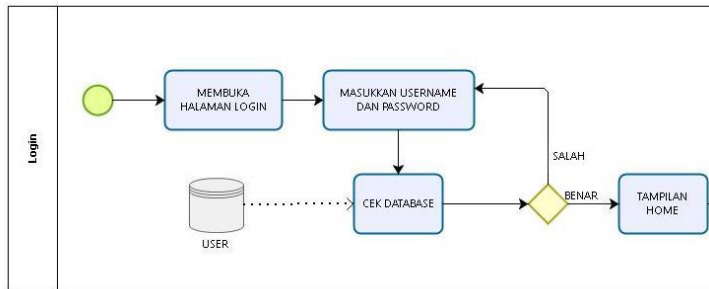 Login
MEMBUKA
HALAMAN LOGIN
MASUKKAN USERNAME
DAN PASSWORD
SALAH
USER
CEK DATABASE
BENAR
TAMPILAN
HOME